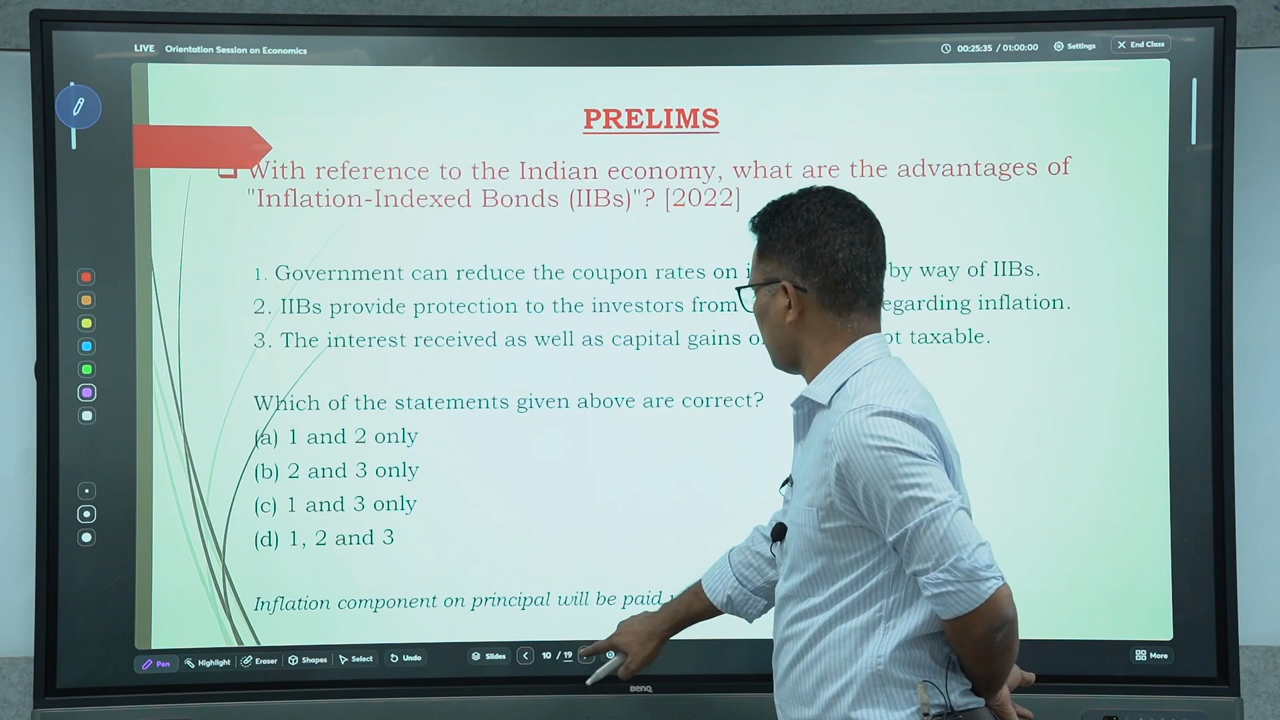 LIVE Orientation Session on Economics
00:25:35 / 01:00:00 Settings End Class
PRELIMS
With reference to the Indian economy, what are the advantages of
"Inflation-Indexed Bonds (IIBs)"? [2022]
1. Government can reduce the coupon rates on by way of IIBs.
2. IIBs provide protection to the investors from egarding inflation.
3. The interest received as well as capital gains ot taxable.
Which of the statements given above are correct?
(a) 1 and 2 only
(b) 2 and 3 only
(c) 1 and 3 only
(d) 1, 2 and 3
Inflation component on principal will be paid
Pen Highlight Eraser Shapes Select Undo Slides 10 / 19 More
BenQ